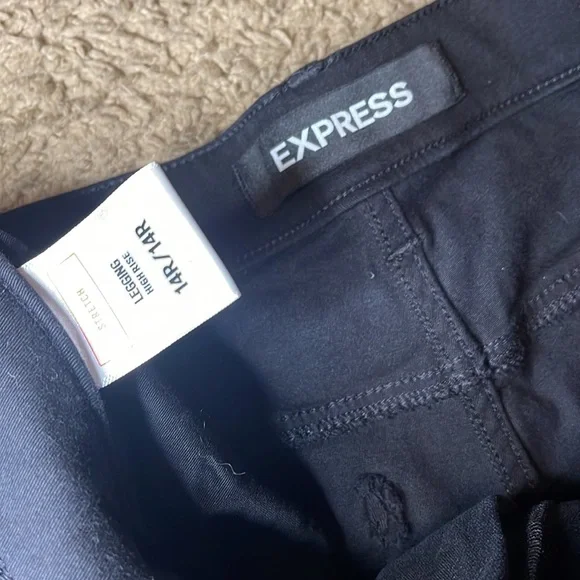 EXPRESS
14R/14R
LEGGING
HIGH RISE
STRETCH